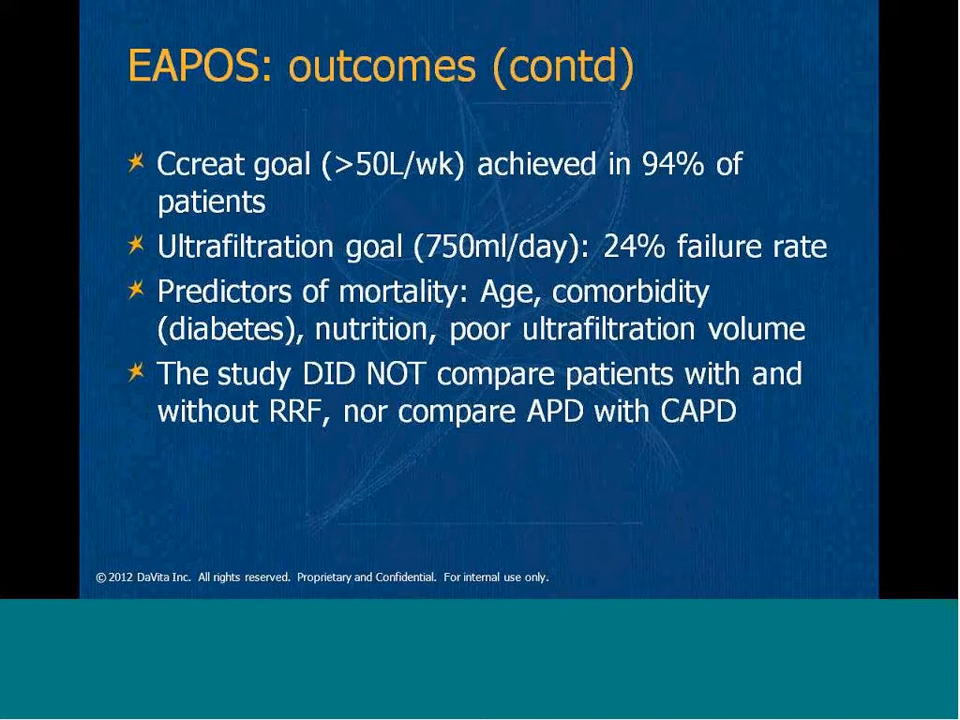 EAPOS: outcomes (contd)
Ccreat goal (>50L/wk) achieved in 94% of
patients
Ultrafiltration goal (750ml/day): 24% failure rate
Predictors of mortality: Age, comorbidity
(diabetes), nutrition, poor ultrafiltration volume
The study DID NOT compare patients with and
without RRF, nor compare APD with CAPD
© 2012 DaVita Inc. All rights reserved. Proprietary and Confidential. For internal use only.